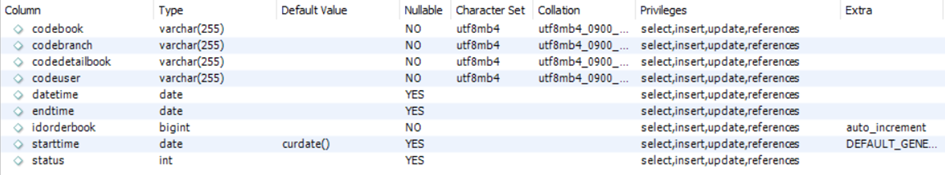 Column Type Default Value Nullable Character Set Collation Privileges Extra
codebook varchar(255) NO utf8mb4 utf8mb4_0900_... select,insert,update,references
codebranch varchar(255) NO utf8mb4 utf8mb4_0900_... select,insert,update,references
codedetailbook varchar(255) NO utf8mb4 utf8mb4_0900_... select,insert,update,references
codeuser varchar(255) NO utf8mb4 utf8mb4_0900_... select,insert,update,references
datetime date YES select,insert,update,references
endtime date YES select,insert,update,references
idorderbook bigint NO select,insert,update,references auto_increment
starttime date curdate() YES select,insert,update,references DEFAULT_GENE...
status int YES select,insert,update,references